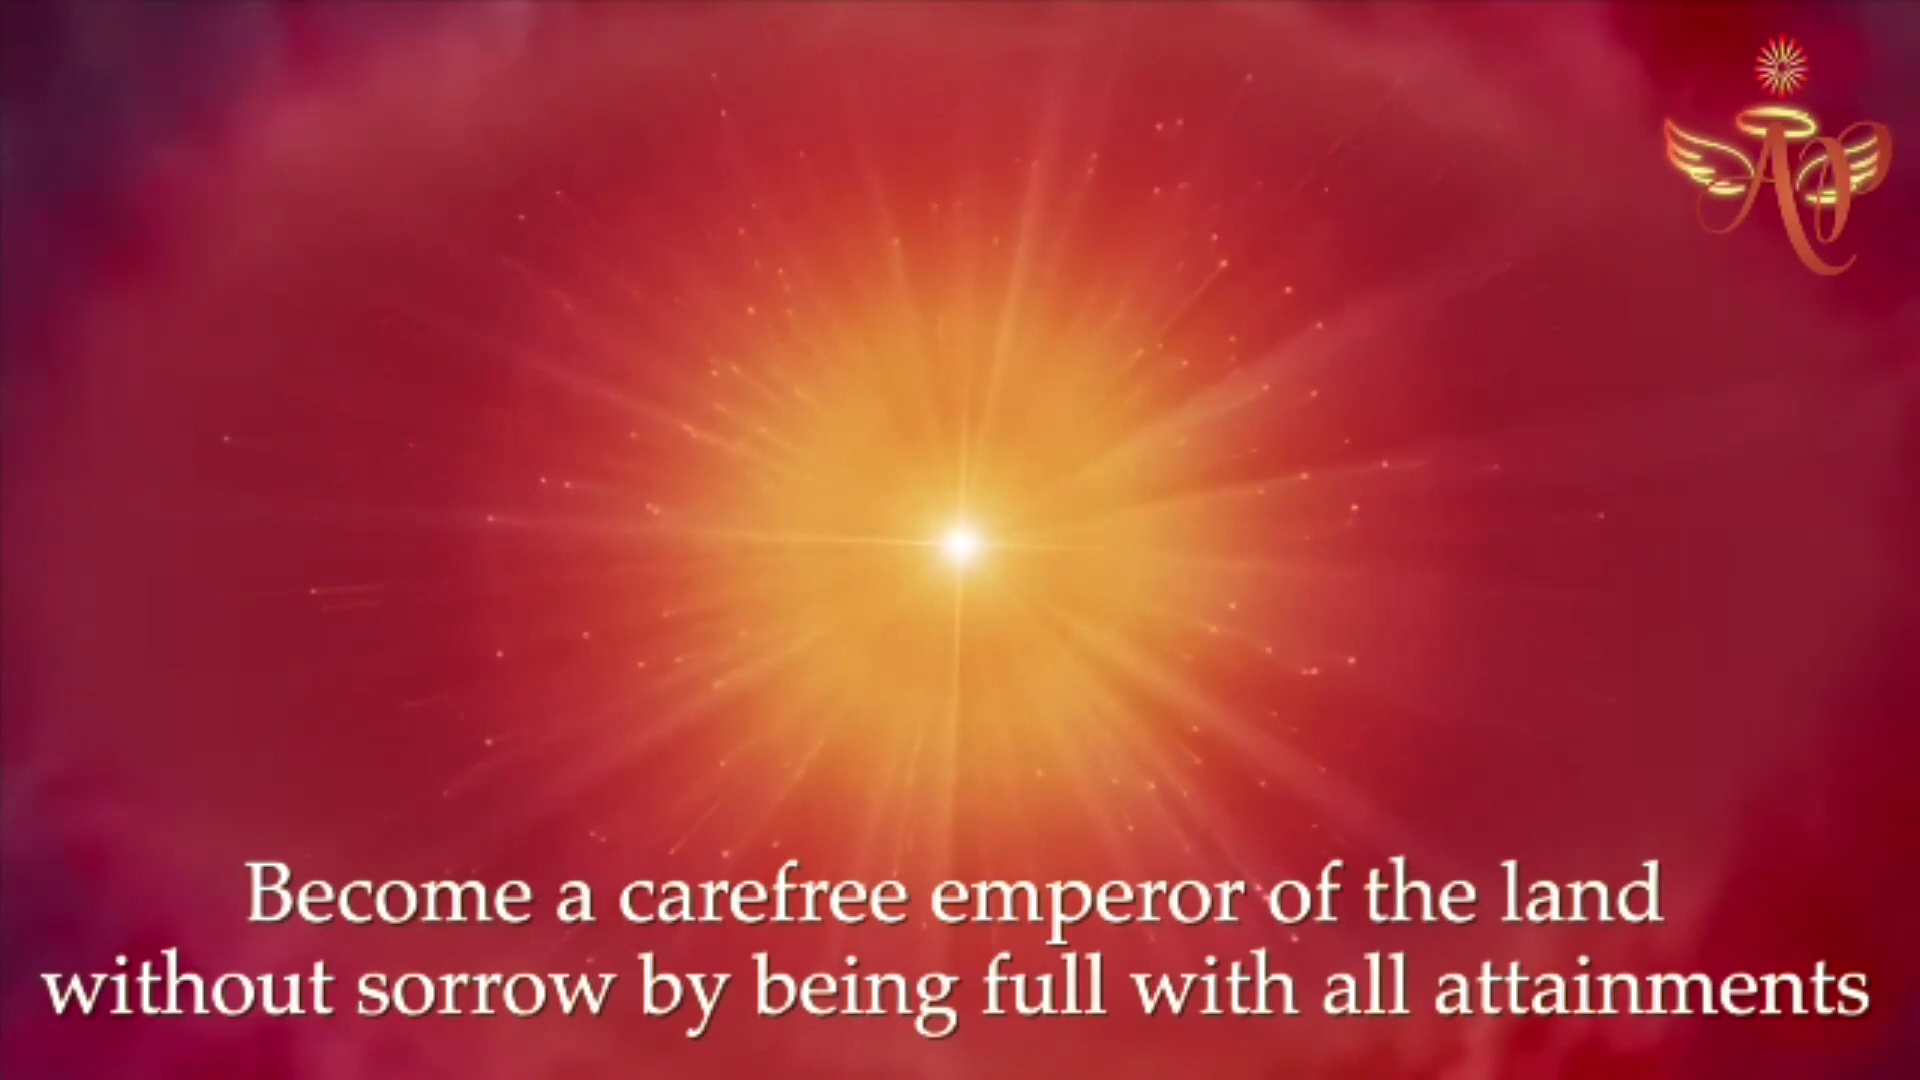 Become a carefree emperor of the land
without sorrow by being full with all attainments